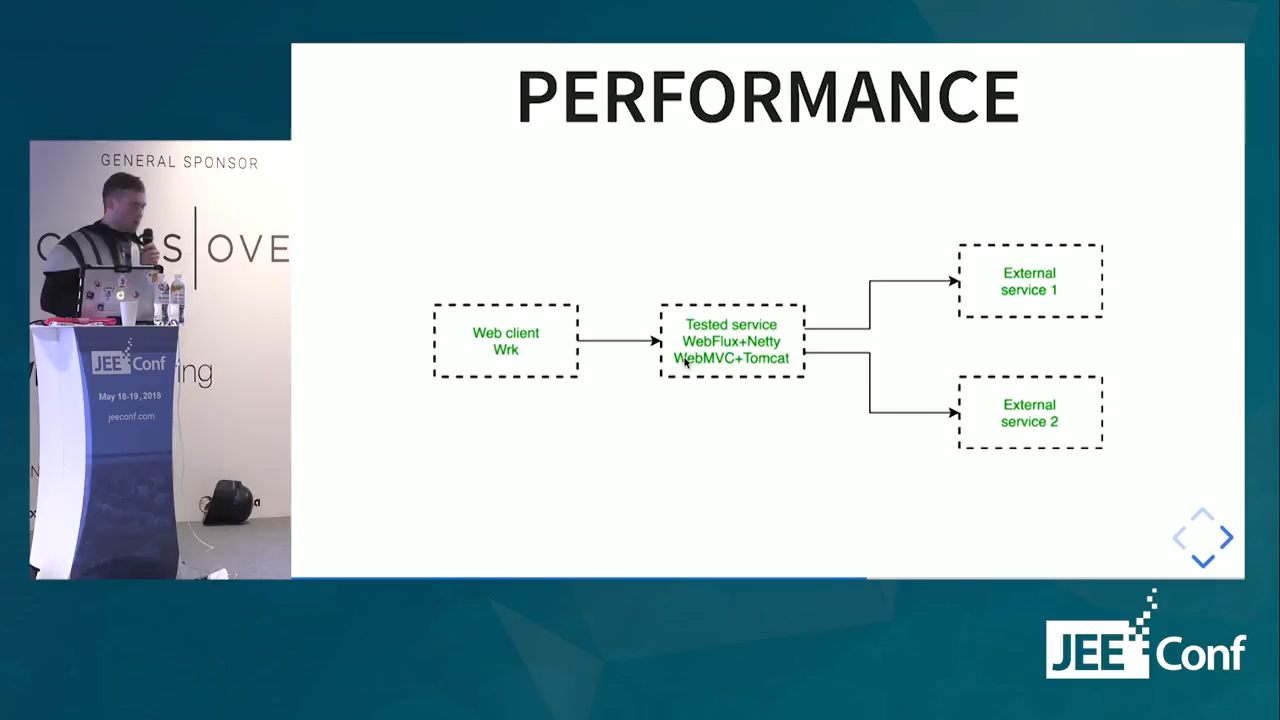 PERFORMANCE
GENERAL SPONSOR
S OVE
JEE Conf
May 18-19, 2018
jeeconf.com
Web client
Wrk
Tested service
WebFlux+Netty
WebMVC+Tomcat
External
service 1
External
service 2
JEE Conf